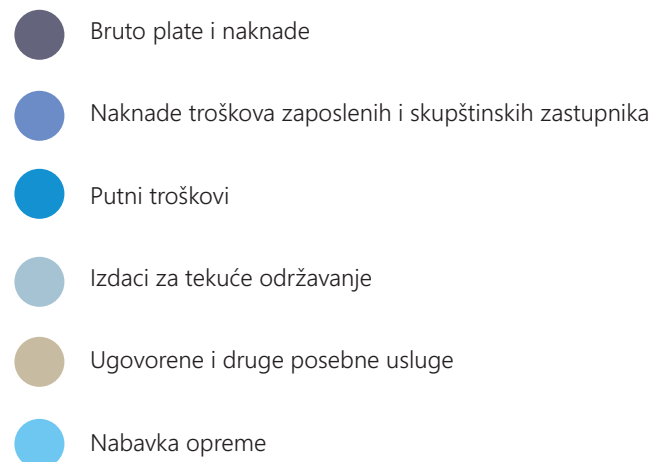 Bruto plate i naknade
Naknade troškova zaposlenih i skupštinskih zastupnika
Putni troškovi
Izdaci za tekuće održavanje
Ugovorene i druge posebne usluge
Nabavka opreme